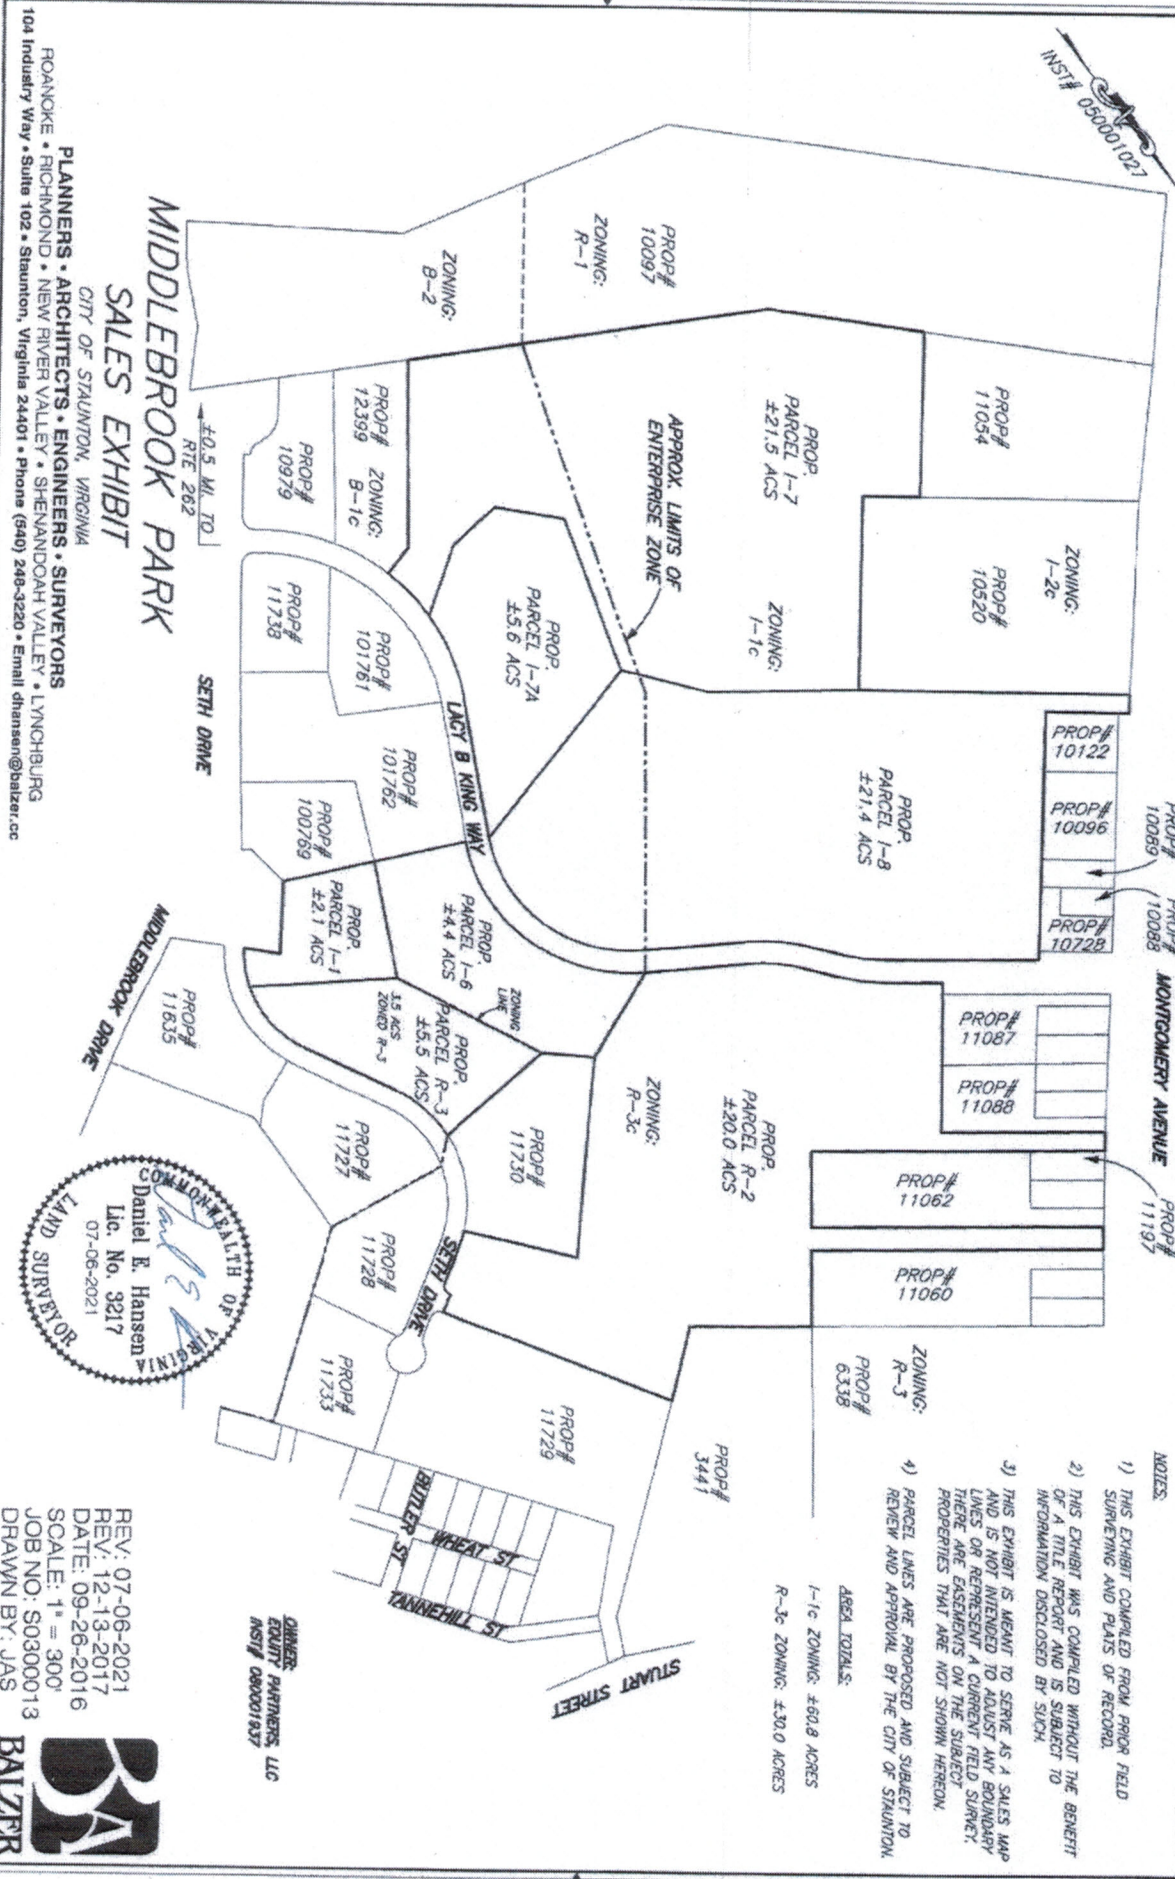 INST# 050001027
PROP#
10097
ZONING:
R-1
ZONING:
B-2
PROP#
11054
PROP.
PARCEL I-7
±21.5 ACS
ZONING:
I-2c
PROP#
10520
APPROX. LIMITS OF
ENTERPRISE ZONE
ZONING:
I-1c
PROP#
12399
ZONING:
B-1c
PROP#
10979
±0.5 MI. TO
RTE 262
PROP.
PARCEL I-7A
±5.6 ACS
PROP#
11738
PROP#
101761
PROP#
101762
PROP#
100769
LACY B KING WAY
SETH DRIVE
PROP.
PARCEL I-8
±21.4 ACS
PROP#
10122
PROP#
10096
PROP#
10089
PROP#
10088
PROP#
10728
MONTGOMERY AVENUE
PROP.
PARCEL I-1
±2.1 ACS
PROP.
PARCEL I-6
±4.4 ACS
ZONING
LINE
PROP.
PARCEL R-3
±5.5 ACS
3.5 ACS
ZONED R-3
PROP#
11087
PROP#
11088
PROP#
11197
ZONING:
R-3c
PROP.
PARCEL R-2
±20.0 ACS
PROP#
11062
PROP#
11060
MIDDLEBROOK DRIVE
PROP#
11835
PROP#
11727
PROP#
11730
PROP#
11728
SETH DRIVE
PROP#
11733
PROP#
11729
ZONING:
R-3
PROP#
6338
PROP#
3441
BUTLER ST
WHEAT ST
TANNEHILL ST
STUART STREET
NOTES:
1) THIS EXHIBIT COMPILED FROM PRIOR FIELD
SURVEYING AND PLATS OF RECORD.
2) THIS EXHIBIT WAS COMPILED WITHOUT THE BENEFIT
OF A TITLE REPORT AND IS SUBJECT TO
INFORMATION DISCLOSED BY SUCH.
3) THIS EXHIBIT IS MEANT TO SERVE AS A SALES MAP
AND IS NOT INTENDED TO ADJUST ANY BOUNDARY
LINES OR REPRESENT A CURRENT FIELD SURVEY.
THERE ARE EASEMENTS ON THE SUBJECT
PROPERTIES THAT ARE NOT SHOWN HEREON.
4) PARCEL LINES ARE PROPOSED AND SUBJECT TO
REVIEW AND APPROVAL BY THE CITY OF STAUNTON.
AREA TOTALS:
I-1c ZONING: ±60.8 ACRES
R-3c ZONING: ±30.0 ACRES
OWNER:
EQUITY PARTNERS, LLC
INST# 080001937
COMMONWEALTH OF VIRGINIA
Daniel E. Hansen
Lic. No. 3217
07-06-2021
LAND SURVEYOR
MIDDLEBROOK PARK
SALES EXHIBIT
CITY OF STAUNTON, VIRGINIA
PLANNERS • ARCHITECTS • ENGINEERS • SURVEYORS
ROANOKE • RICHMOND • NEW RIVER VALLEY • SHENANDOAH VALLEY • LYNCHBURG
104 Industry Way • Suite 102 • Staunton, Virginia 24401 • Phone (540) 248-3220 • Email dhansen@balzer.cc
REV: 07-06-2021
REV: 12-13-2017
DATE: 09-26-2016
SCALE: 1" = 300'
JOB NO: S0300013
DRAWN BY: JAS
BALZER